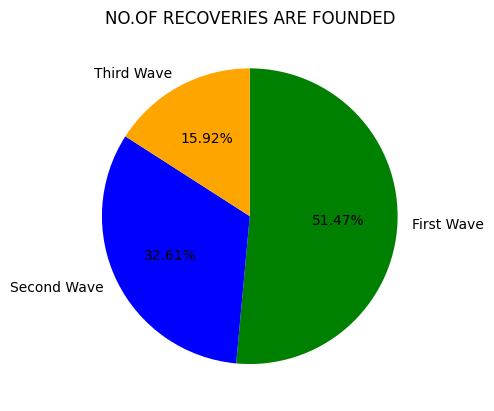 NO.OF RECOVERIES ARE FOUNDED
Third Wave
15.92%
51.47%
First Wave
32.61%
Second Wave